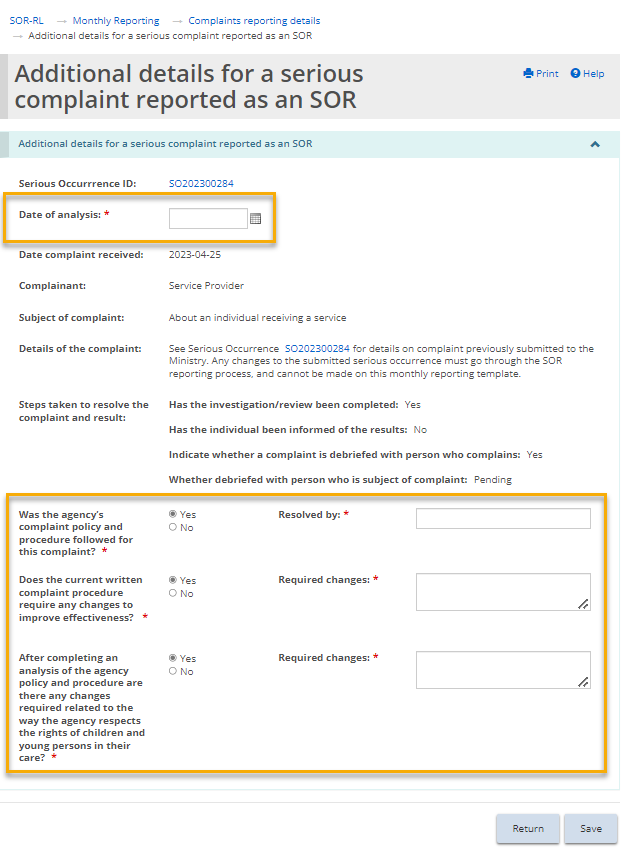 SOR-RL → Monthly Reporting → Complaints reporting details
→ Additional details for a serious complaint reported as an SOR
Additional details for a serious
complaint reported as an SOR
Print Help
Additional details for a serious complaint reported as an SOR
Serious Occurrrence ID: SO202300284
Date of analysis: *
Date complaint received: 2023-04-25
Complainant: Service Provider
Subject of complaint: About an individual receiving a service
Details of the complaint: See Serious Occurrence SO202300284 for details on complaint previously submitted to the
Ministry. Any changes to the submitted serious occurrence must go through the SOR
reporting process, and cannot be made on this monthly reporting template.
Steps taken to resolve the
complaint and result:
Has the investigation/review been completed: Yes
Has the individual been informed of the results: No
Indicate whether a complaint is debriefed with person who complains: Yes
Whether debriefed with person who is subject of complaint: Pending
Was the agency's
complaint policy and
procedure followed for
this complaint? *
Yes
No
Resolved by: *
Does the current written
complaint procedure
require any changes to
improve effectiveness? *
Yes
No
Required changes: *
After completing an
analysis of the agency
policy and procedure are
there any changes
required related to the
way the agency respects
the rights of children and
young persons in their
care? *
Yes
No
Required changes: *
Return Save